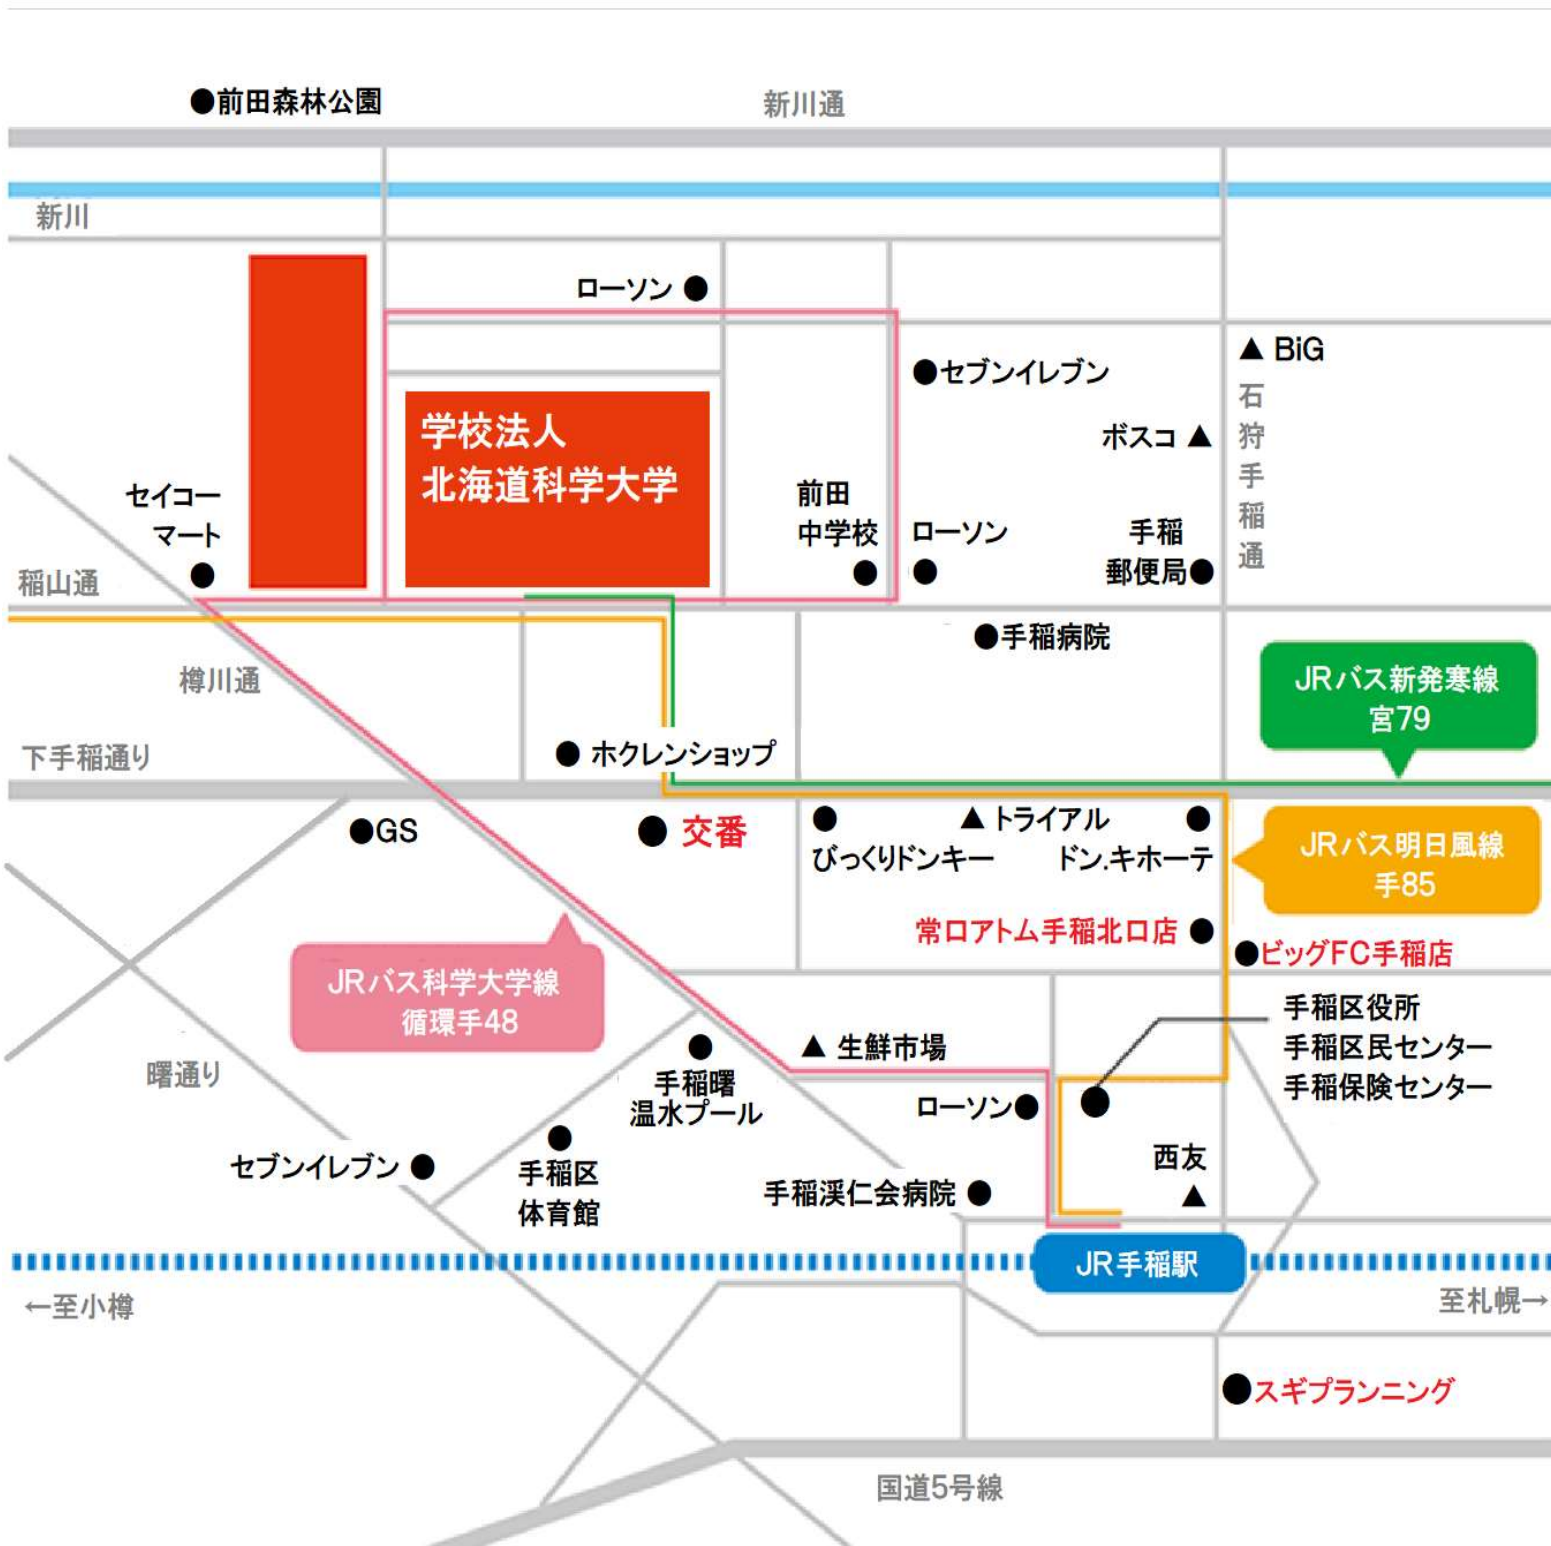 ●前田森林公園
新川通
新川
ローソン ●
▲ BiG
●セブンイレブン
石狩手稲通
ボスコ ▲
学校法人
北海道科学大学
セイコー
マート
●
前田
中学校
●
ローソン
●
手稲
郵便局●
稲山通
●手稲病院
樽川通
JRバス新発寒線
宮79
下手稲通り
● ホクレンショップ
●GS
● 交番
●
びっくりドンキー
▲ トライアル
●
ドン.キホーテ
JRバス明日風線
手85
常口アトム手稲北口店 ●
●ビッグFC手稲店
JRバス科学大学線
循環手48
手稲区役所
手稲区民センター
手稲保険センター
曙通り
●
手稲曙
温水プール
▲ 生鮮市場
ローソン●
●
セブンイレブン ●
●
手稲区
体育館
手稲渓仁会病院 ●
西友
▲
JR手稲駅
←至小樽
至札幌→
●スギプランニング
国道5号線